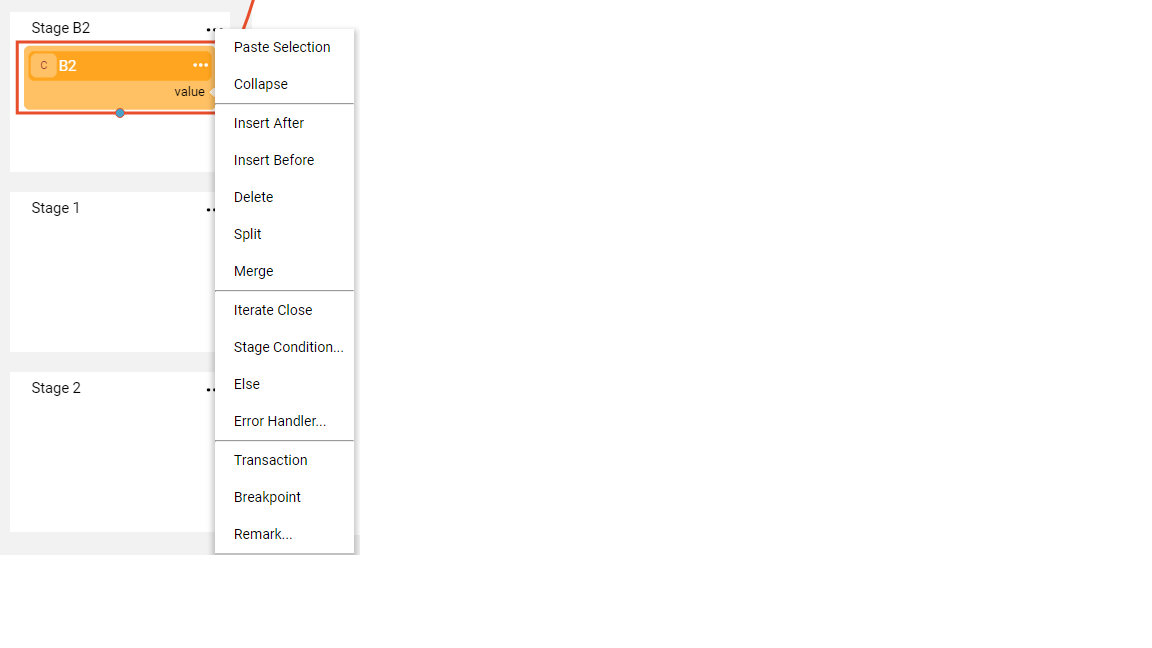 Stage B2
C B2
value
Stage 1
Stage 2
Paste Selection
Collapse
Insert After
Insert Before
Delete
Split
Merge
Iterate Close
Stage Condition...
Else
Error Handler...
Transaction
Breakpoint
Remark...